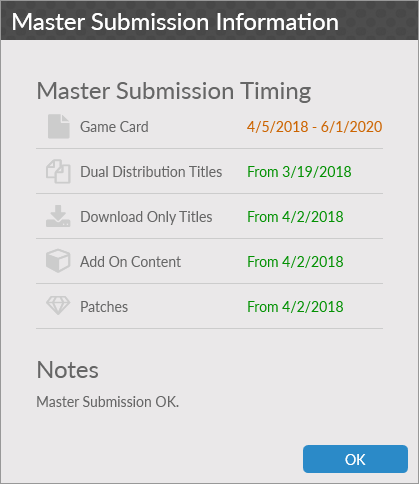 Master Submission Information
Master Submission Timing
Game Card 4/5/2018 - 6/1/2020
Dual Distribution Titles From 3/19/2018
Download Only Titles From 4/2/2018
Add On Content From 4/2/2018
Patches From 4/2/2018
Notes
Master Submission OK.
OK